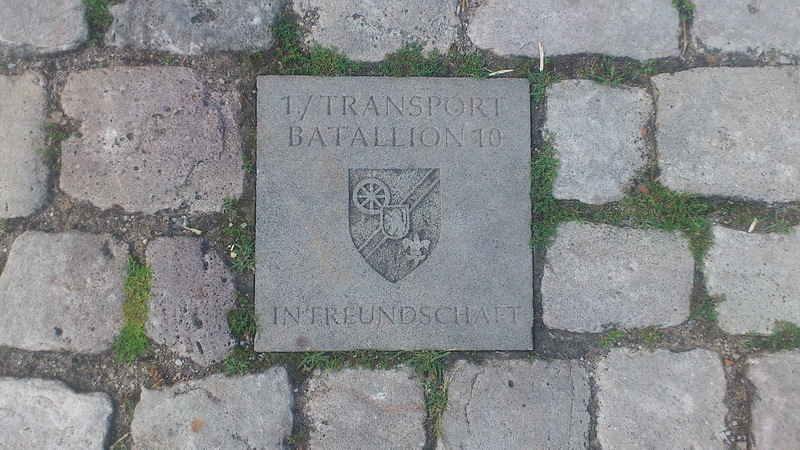 1/TRANSPORT
BATALLION 10
IN FREUNDSCHAFT